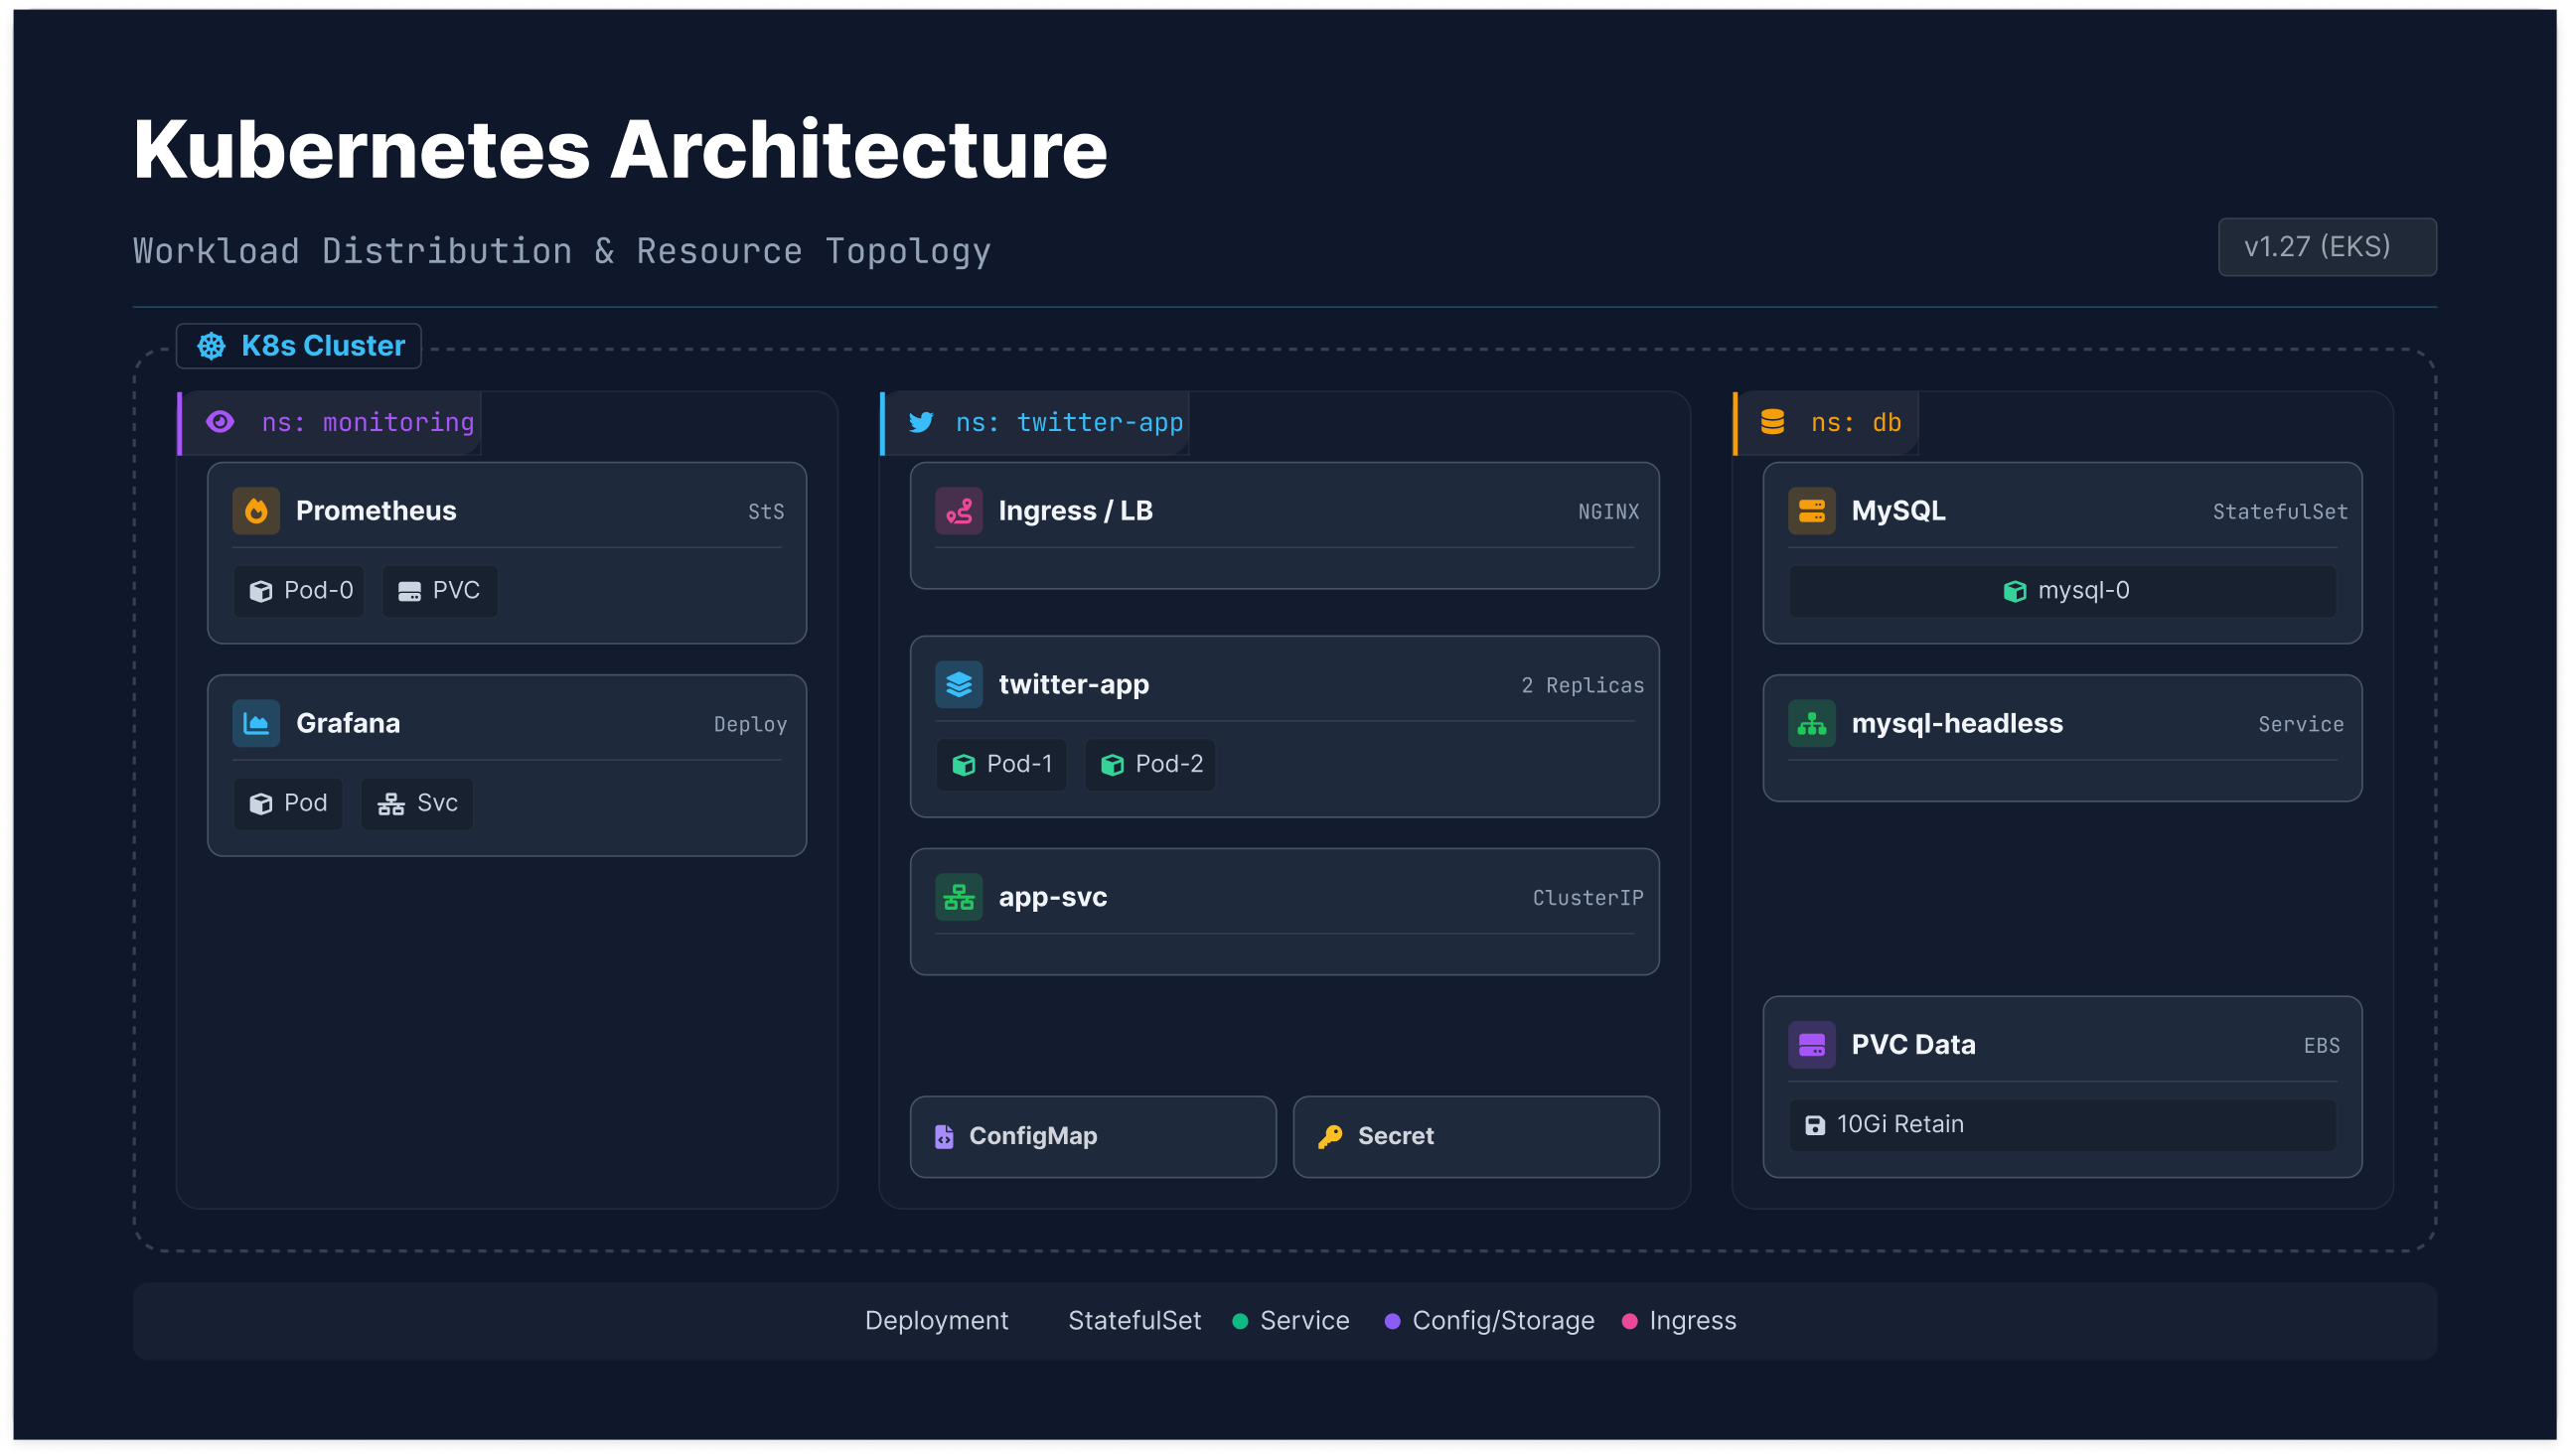 Kubernetes Architecture
Workload Distribution & Resource Topology
v1.27 (EKS)
K8s Cluster
ns: monitoring
Prometheus
StS
Pod-0
PVC
Grafana
Deploy
Pod
Svc
ns: twitter-app
Ingress / LB
NGINX
twitter-app
2 Replicas
Pod-1
Pod-2
app-svc
ClusterIP
ConfigMap
Secret
ns: db
MySQL
StatefulSet
mysql-0
mysql-headless
Service
PVC Data
EBS
10Gi Retain
Deployment
StatefulSet
Service
Config/Storage
Ingress